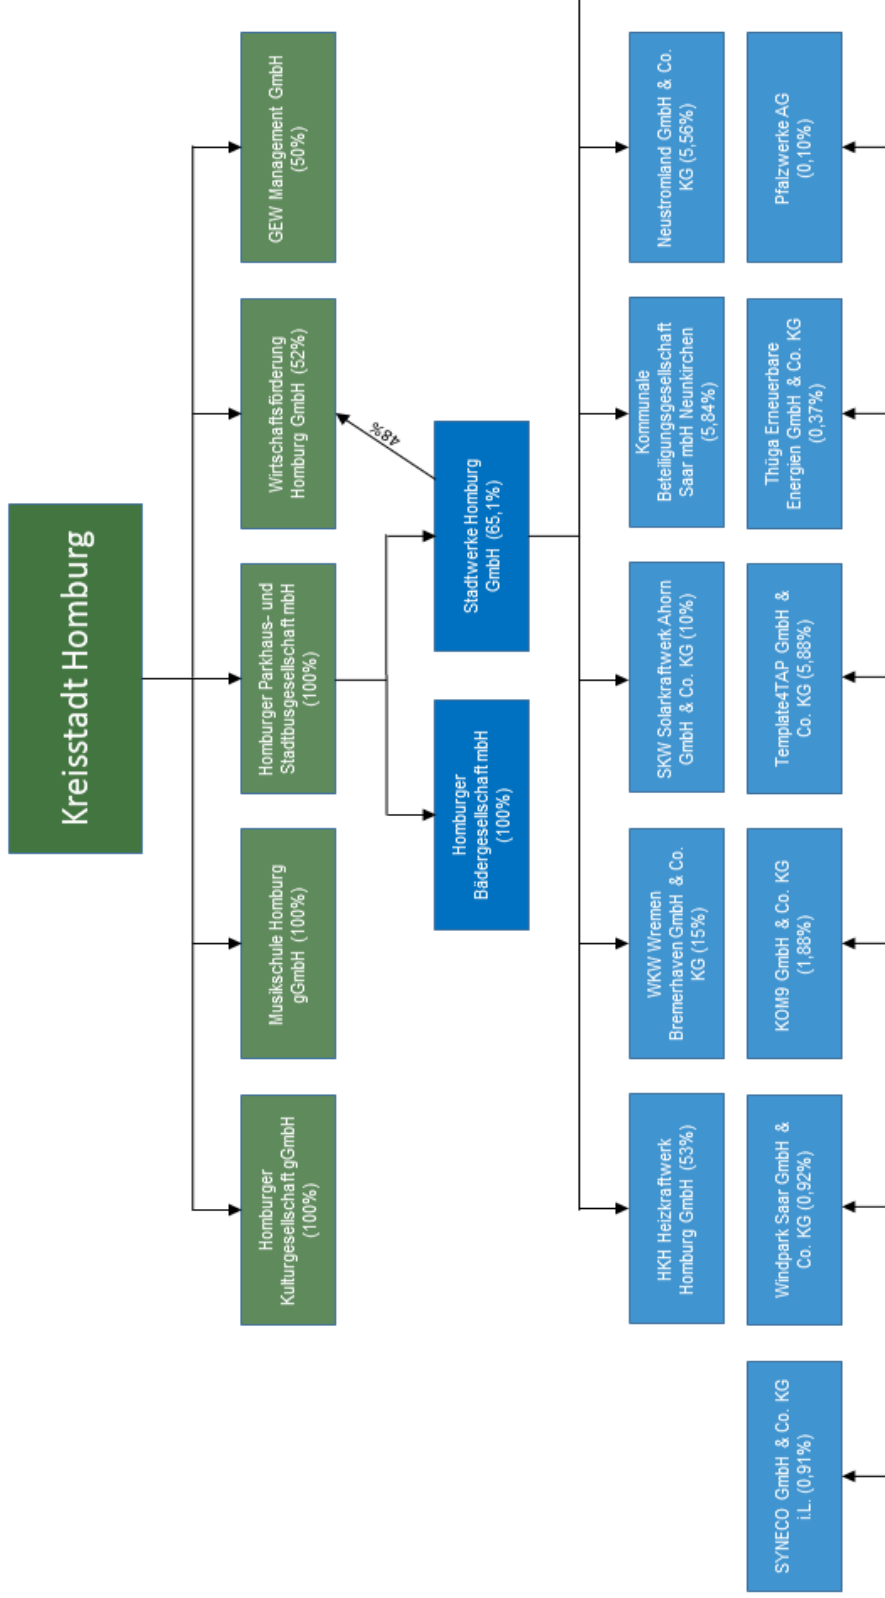 Kreisstadt Homburg
Homburger
Kulturgesellschaft gGmbH
(100%)
Musikschule Homburg
gGmbH (100%)
Homburger Parkhaus- und
Stadtbusgesellschaft mbH
(100%)
Wirtschaftsförderung
Homburg GmbH (52%)
GEW Management GmbH
(50%)
48%
Homburger
Bädergesellschaft mbH
(100%)
Stadtwerke Homburg
GmbH (65,1%)
HKH Heizkraftwerk
Homburg GmbH (53%)
WKW Wremen
Bremerhaven GmbH & Co.
KG (15%)
SKW Solarkraftwerk Ahorn
GmbH & Co. KG (10%)
Kommunale
Beteiligungsgesellschaft
Saar mbH Neunkirchen
(5,84%)
Neustromland GmbH & Co.
KG (5,56%)
SYNECO GmbH & Co. KG
i.L. (0,91%)
Windpark Saar GmbH &
Co. KG (0,92%)
KOM9 GmbH & Co. KG
(1,88%)
Template4TAP GmbH &
Co. KG (5,88%)
Thüga Erneuerbare
Energien GmbH & Co. KG
(0,37%)
Pfalzwerke AG
(0,10%)